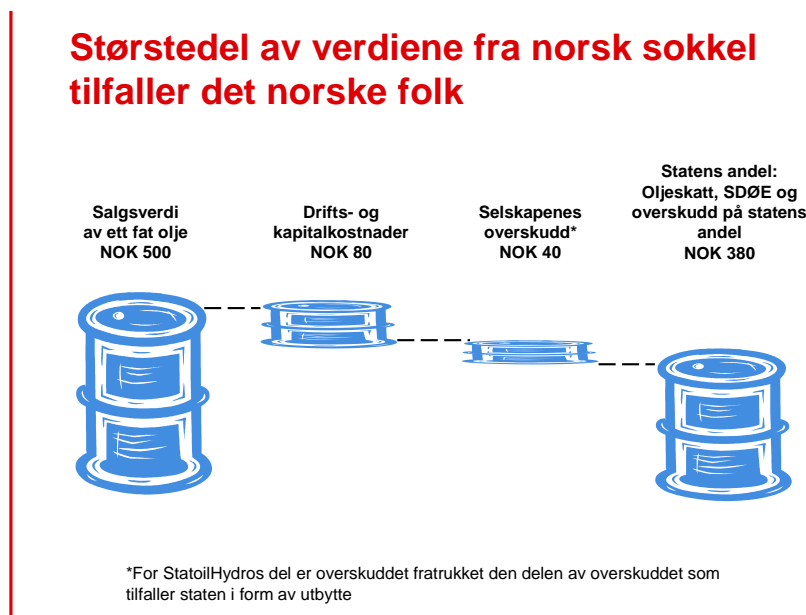 Størstedel av verdiene fra norsk sokkel
tilfaller det norske folk
Salgsverdi
av ett fat olje
NOK 500
Drifts- og
kapitalkostnader
NOK 80
Selskapenes
overskudd*
NOK 40
Statens andel:
Oljeskatt, SDØE og
overskudd på statens
andel
NOK 380
*For StatoilHydros del er overskuddet fratrukket den delen av overskuddet som
tilfaller staten i form av utbytte